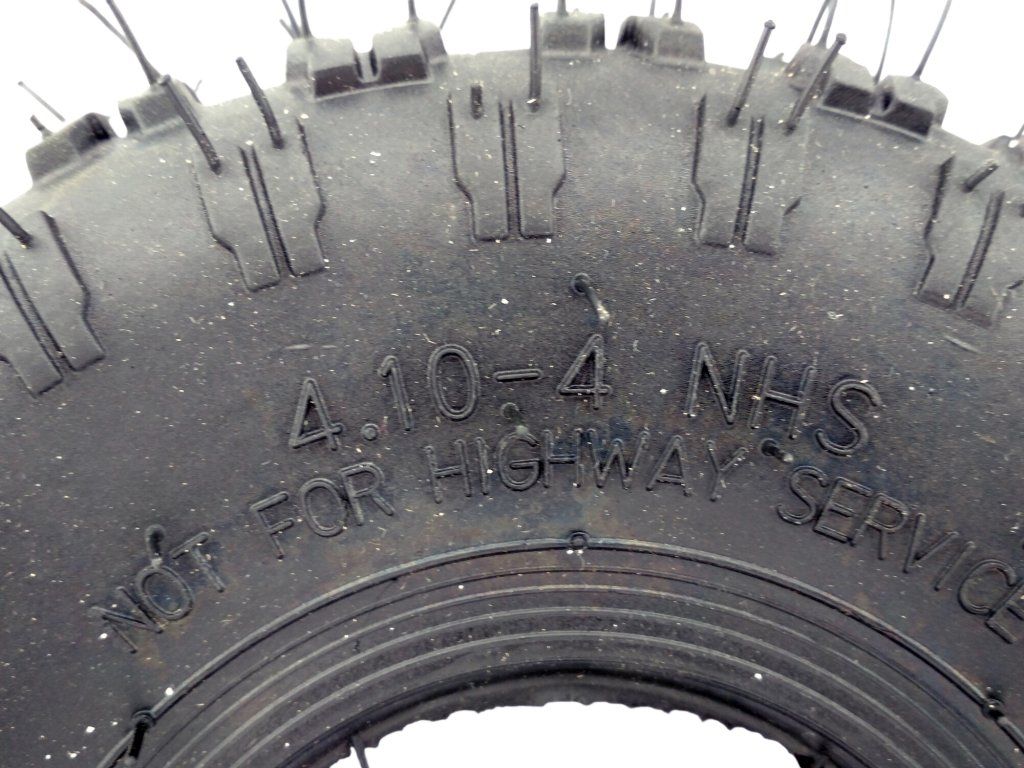 4.10-4 NHS
NOT FOR HIGHWAY SERVICE